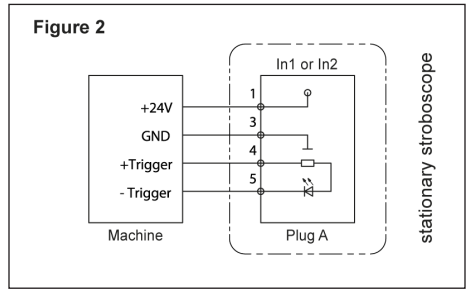 Figure 2
In1 or In2
+24V 1
GND 3
+Trigger 4
- Trigger 5
Machine
Plug A
stationary stroboscope